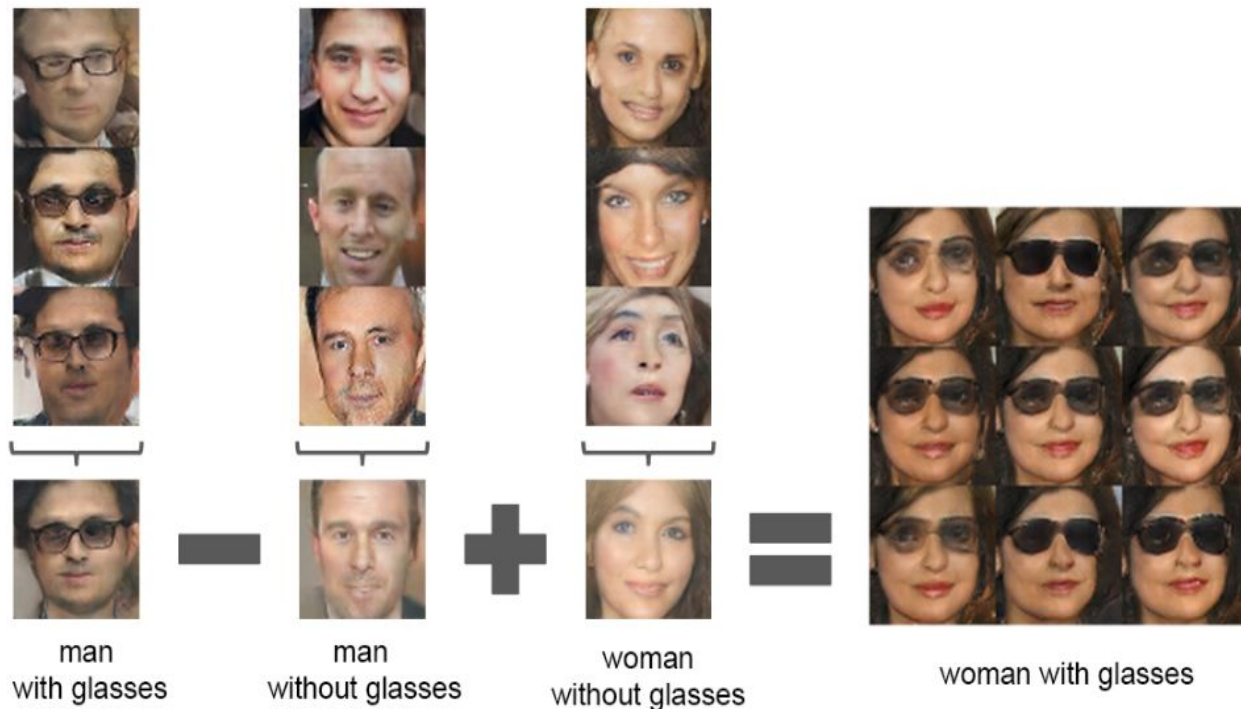 man
with glasses
man
without glasses
woman
without glasses
woman with glasses